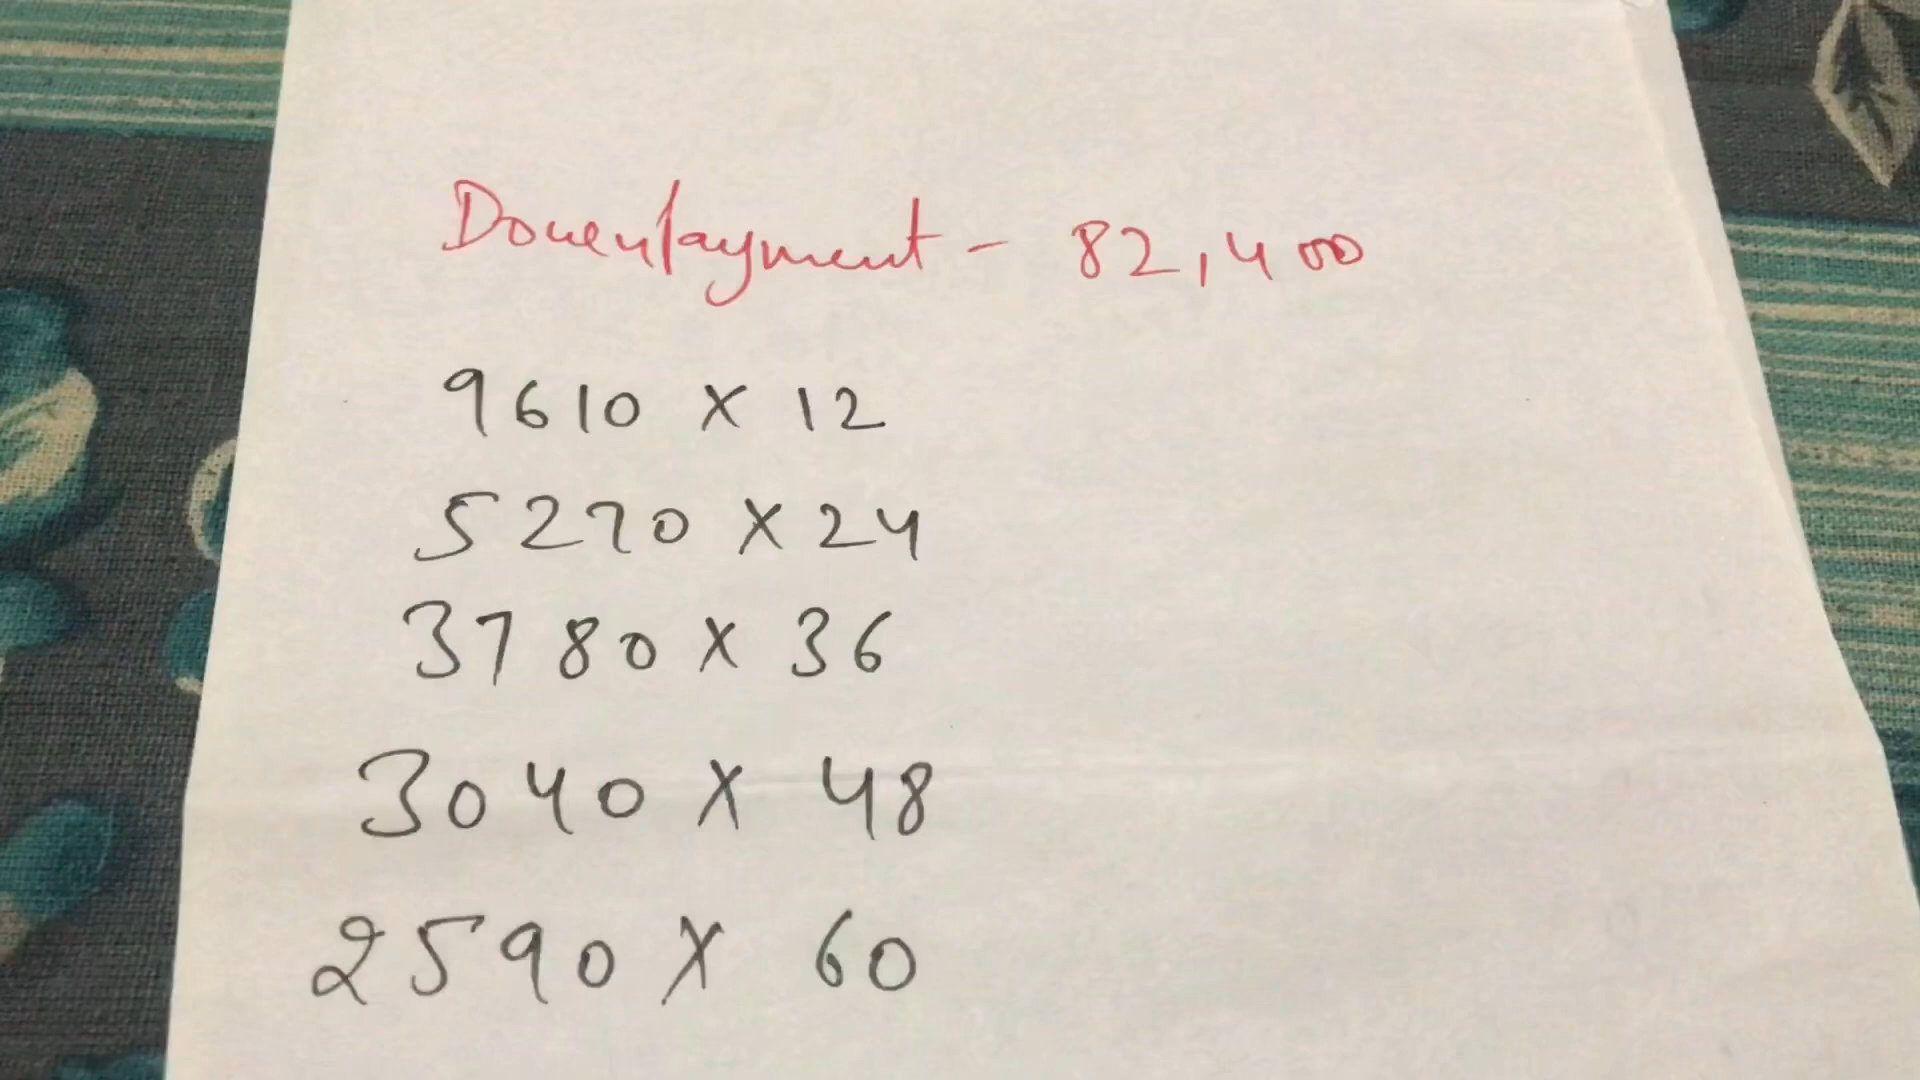 Downpayment - 82,400
9610 X 12
5270 X 24
3780 X 36
3040 X 48
2590 X 60